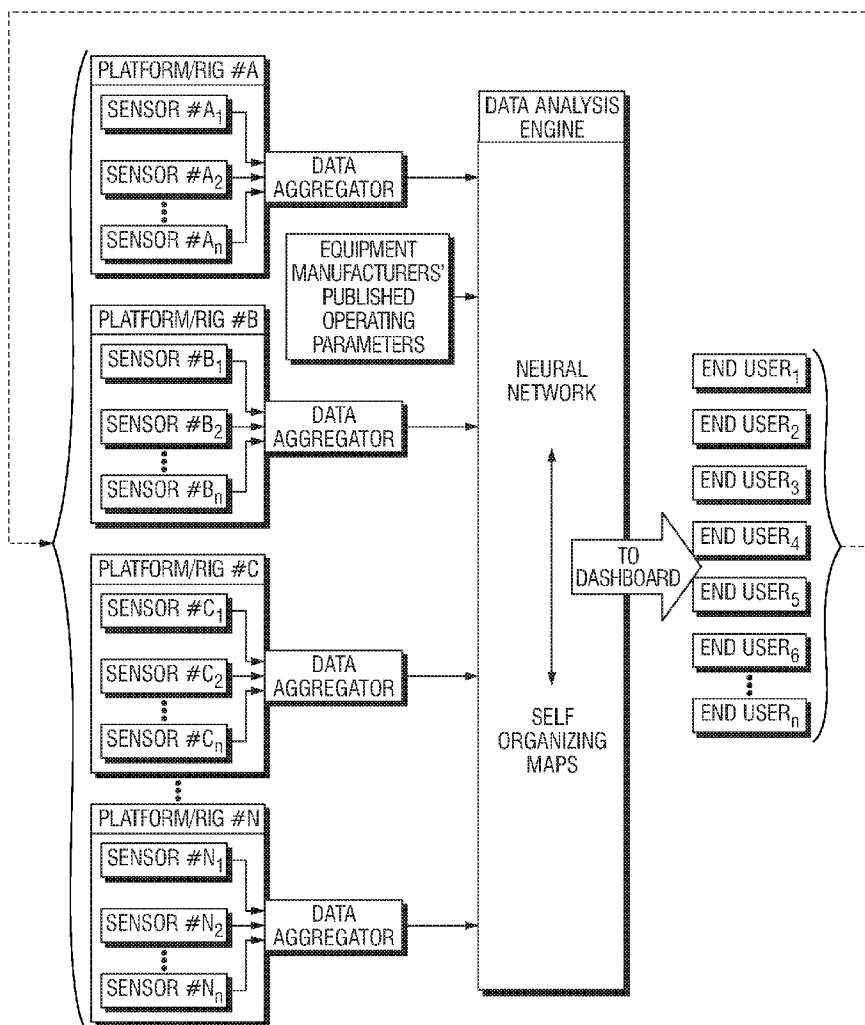 PLATFORM/RIG #A
SENSOR #A1
SENSOR #A2
SENSOR #An
DATA
AGGREGATOR
EQUIPMENT
MANUFACTURERS'
PUBLISHED
OPERATING
PARAMETERS
PLATFORM/RIG #B
SENSOR #B1
SENSOR #B2
SENSOR #Bn
DATA
AGGREGATOR
PLATFORM/RIG #C
SENSOR #C1
SENSOR #C2
SENSOR #Cn
DATA
AGGREGATOR
PLATFORM/RIG #N
SENSOR #N1
SENSOR #N2
SENSOR #Nn
DATA
AGGREGATOR
DATA ANALYSIS
ENGINE
NEURAL
NETWORK
SELF
ORGANIZING
MAPS
TO
DASHBOARD
END USER1
END USER2
END USER3
END USER4
END USER5
END USER6
END USERn